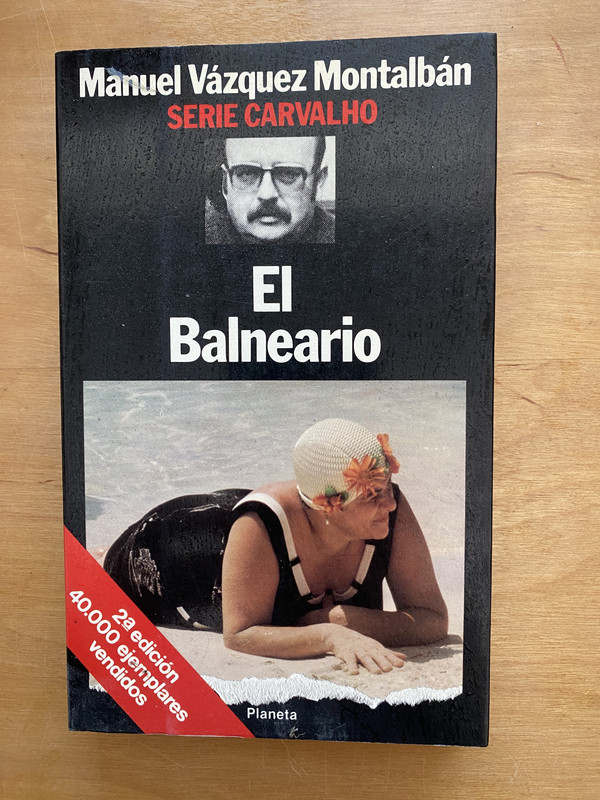 Manuel Vázquez Montalbán
SERIE CARVALHO
El
Balneario
2ª edición
40.000 ejemplares
vendidos
Planeta